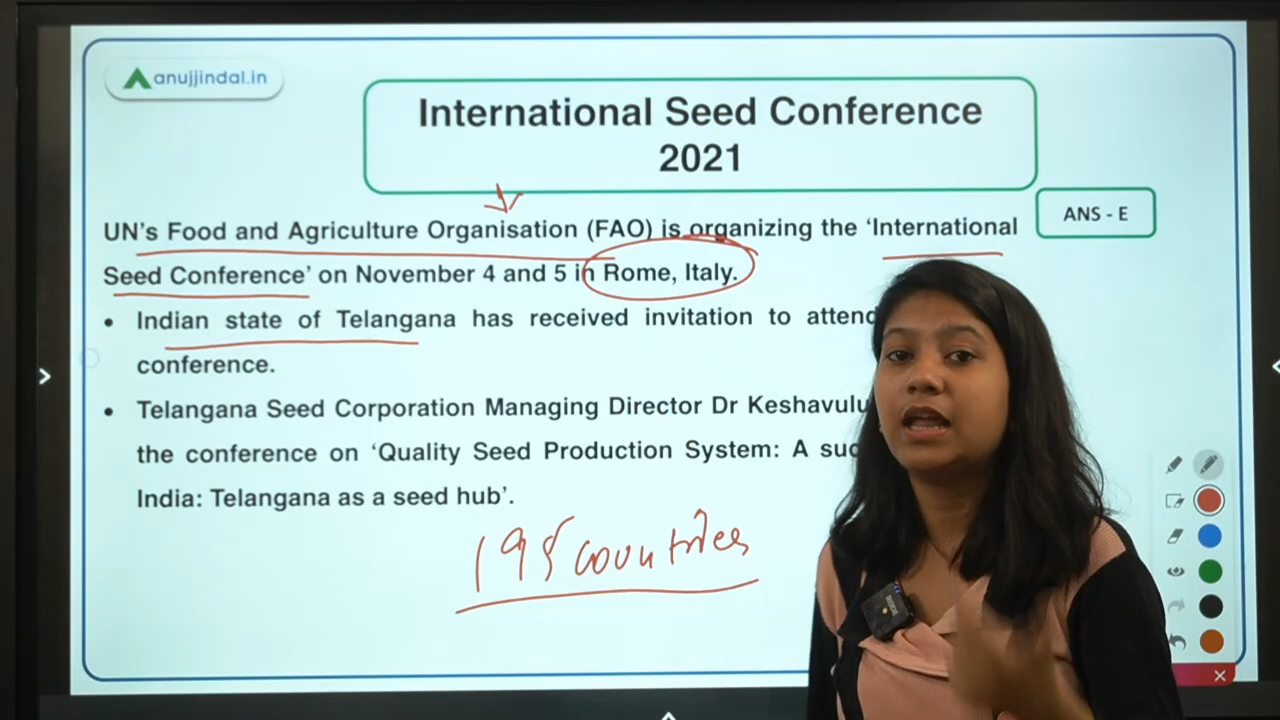 anujjindal.in
International Seed Conference
2021
ANS - E
UN's Food and Agriculture Organisation (FAO) is organizing the 'International
Seed Conference' on November 4 and 5 in Rome, Italy.
• Indian state of Telangana has received invitation to attend
conference.
• Telangana Seed Corporation Managing Director Dr Keshavulu
the conference on 'Quality Seed Production System: A suc
India: Telangana as a seed hub'.
195 countries